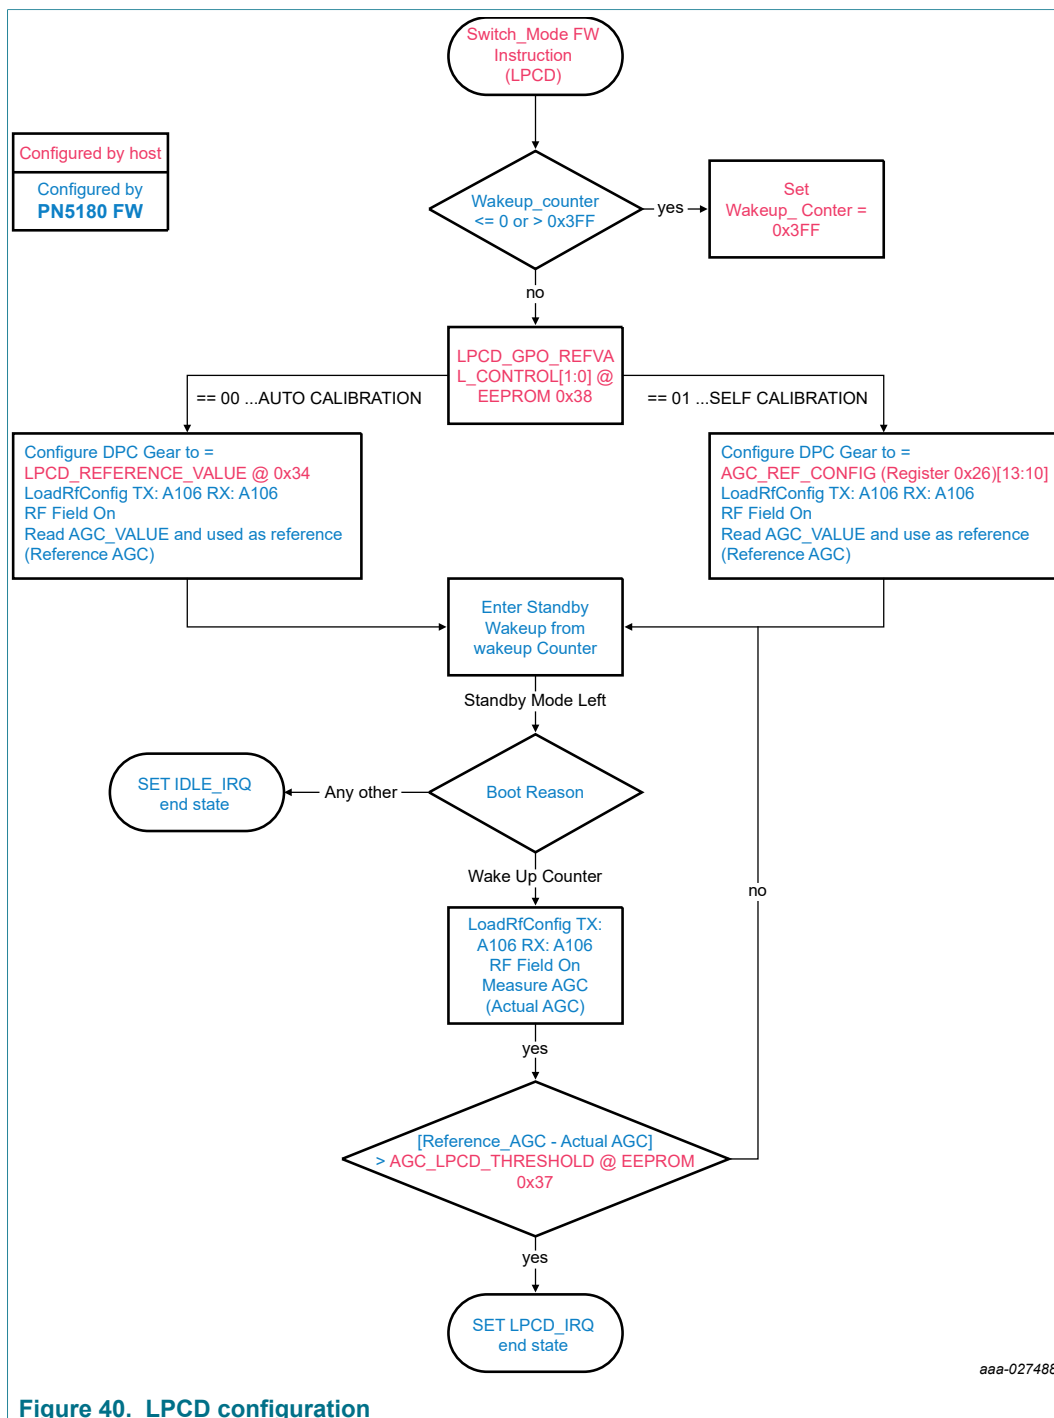 Switch_Mode FW
Instruction
(LPCD)
Configured by host
Configured by
PN5180 FW
Wakeup_counter
<= 0 or > 0x3FF
yes
Set
Wakeup_ Conter =
0x3FF
no
LPCD_GPO_REFVA
L_CONTROL[1:0] @
EEPROM 0x38
== 00 ...AUTO CALIBRATION
== 01 ...SELF CALIBRATION
Configure DPC Gear to =
LPCD_REFERENCE_VALUE @ 0x34
LoadRfConfig TX: A106 RX: A106
RF Field On
Read AGC_VALUE and used as reference
(Reference AGC)
Configure DPC Gear to =
AGC_REF_CONFIG (Register 0x26)[13:10]
LoadRfConfig TX: A106 RX: A106
RF Field On
Read AGC_VALUE and use as reference
(Reference AGC)
Enter Standby
Wakeup from
wakeup Counter
Standby Mode Left
SET IDLE_IRQ
end state
Any other
Boot Reason
Wake Up Counter
no
LoadRfConfig TX:
A106 RX: A106
RF Field On
Measure AGC
(Actual AGC)
yes
[Reference_AGC - Actual AGC]
> AGC_LPCD_THRESHOLD @ EEPROM
0x37
yes
SET LPCD_IRQ
end state
aaa-027488
Figure 40. LPCD configuration